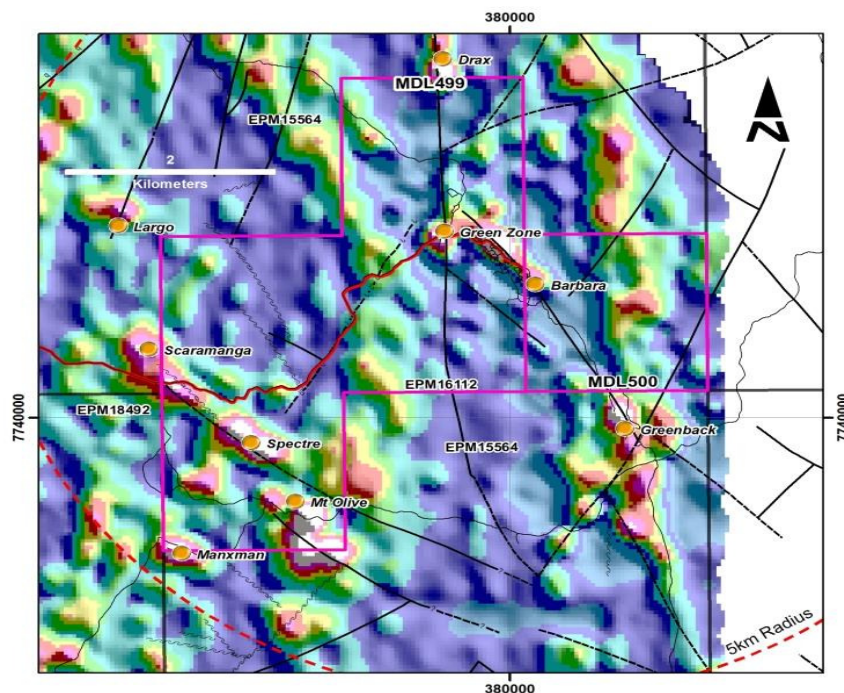 380000
Drax
MDL499
EPM15564
2
Kilometers
N
Largo
Green Zone
Barbara
Scaramanga
EPM16112
MDL500
EPM18492
7740000
7740000
Spectre
EPM15564
Greenback
Mt Olive
Manxman
5km Radius
380000